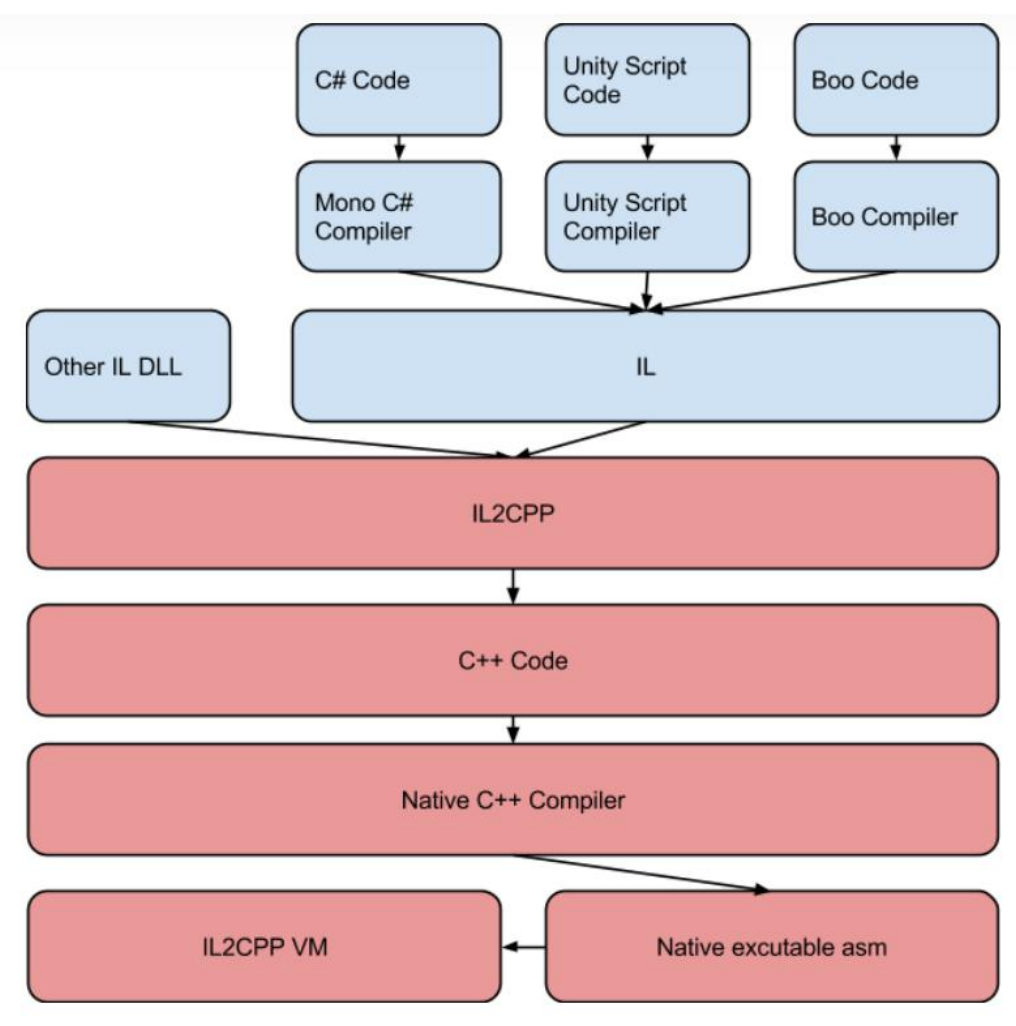 C# Code
Unity Script
Code
Boo Code
Mono C#
Compiler
Unity Script
Compiler
Boo Compiler
Other IL DLL
IL
IL2CPP
C++ Code
Native C++ Compiler
IL2CPP VM
Native excutable asm